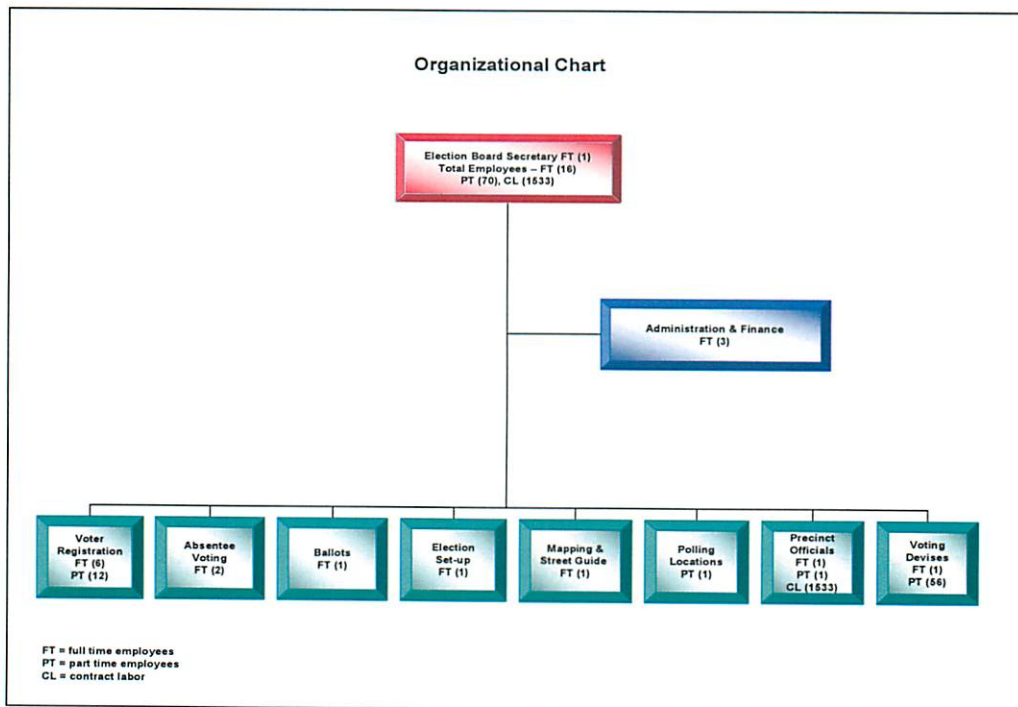 Organizational Chart
Election Board Secretary FT (1)
Total Employees – FT (16)
PT (70), CL (1533)
Administration & Finance
FT (3)
Voter
Registration
FT (6)
PT (12)
Absentee
Voting
FT (2)
Ballots
FT (1)
Election
Set-up
FT (1)
Mapping &
Street Guide
FT (1)
Polling
Locations
PT (1)
Precinct
Officials
FT (1)
PT (1)
CL (1533)
Voting
Devises
FT (1)
PT (56)
FT = full time employees
PT = part time employees
CL = contract labor